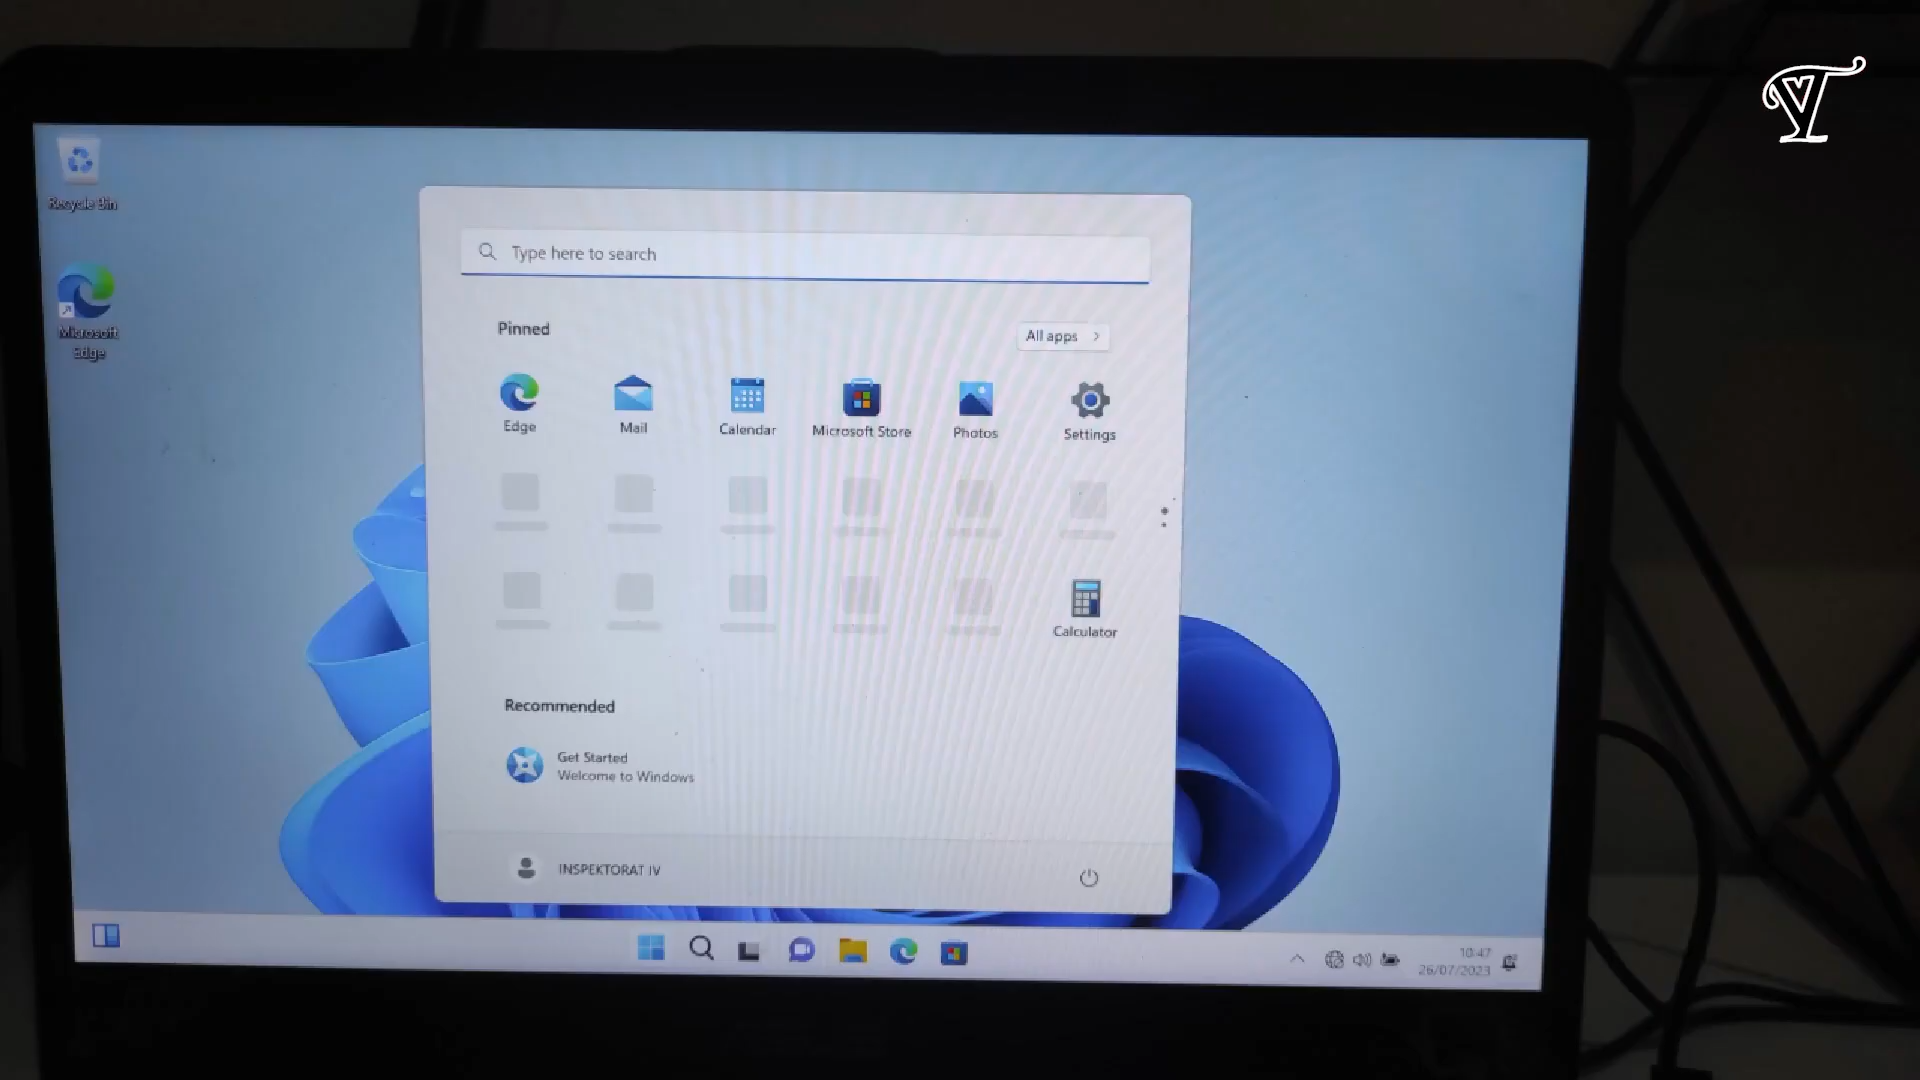 Recycle Bin
Microsoft
Edge
Type here to search
Pinned
All apps
Edge
Mail
Calendar
Microsoft Store
Photos
Settings
Calculator
Recommended
Get Started
Welcome to Windows
INSPEKTORAT IV
10:47
26/07/2023